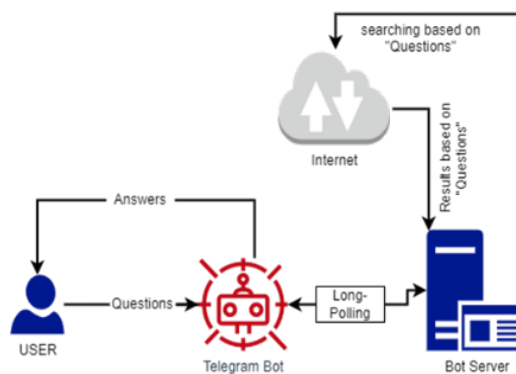 searching based on
"Questions"
Internet
Results based on
"Questions"
Answers
Questions
Long-
Polling
USER
Telegram Bot
Bot Server